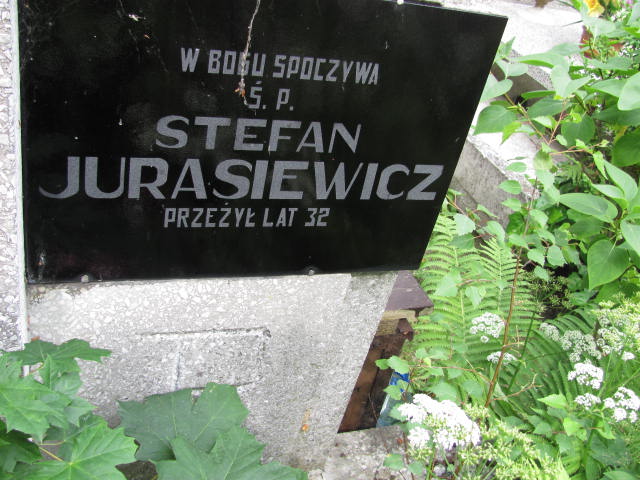 W BOGU SPOCZYWA
Ś. P.
STEFAN
JURASIEWICZ
PRZEŻYŁ LAT 32